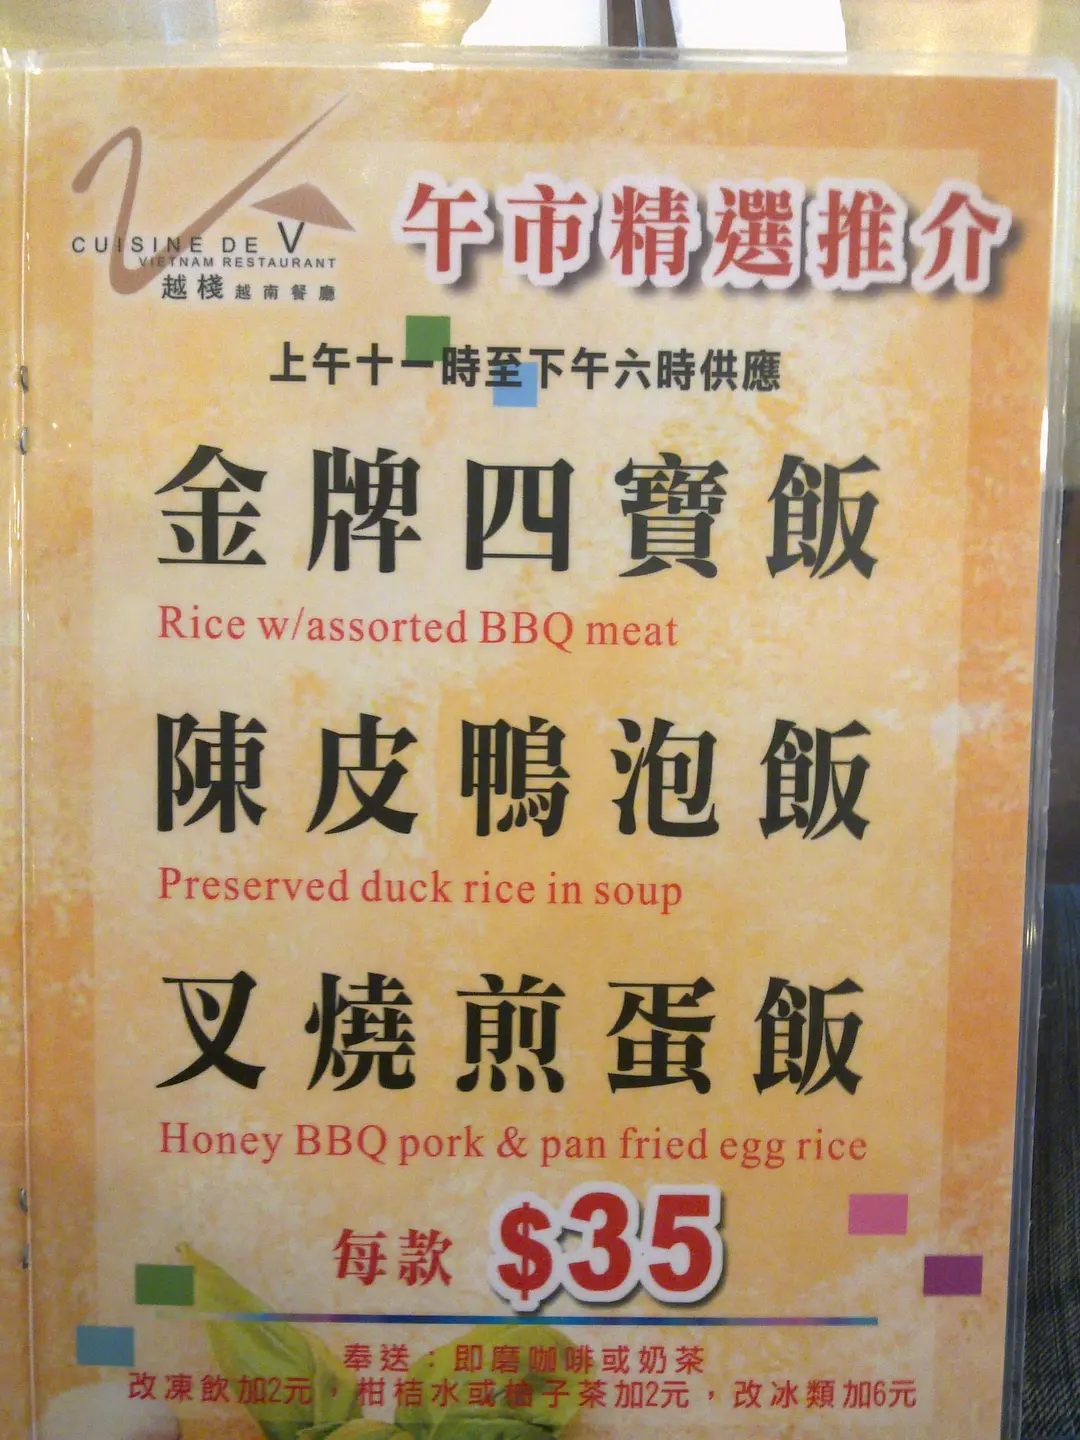 CUISINE DE V
VIETNAM RESTAURANT
越棧 越南餐廳
午市精選推介
上午十一時至下午六時供應
金牌四寶飯
Rice w/assorted BBQ meat
陳皮鴨泡飯
Preserved duck rice in soup
叉燒煎蛋飯
Honey BBQ pork & pan fried egg rice
每款 $35
奉送：即磨咖啡或奶茶
改凍飲加2元，柑桔水或柚子茶加2元，改冰類加6元